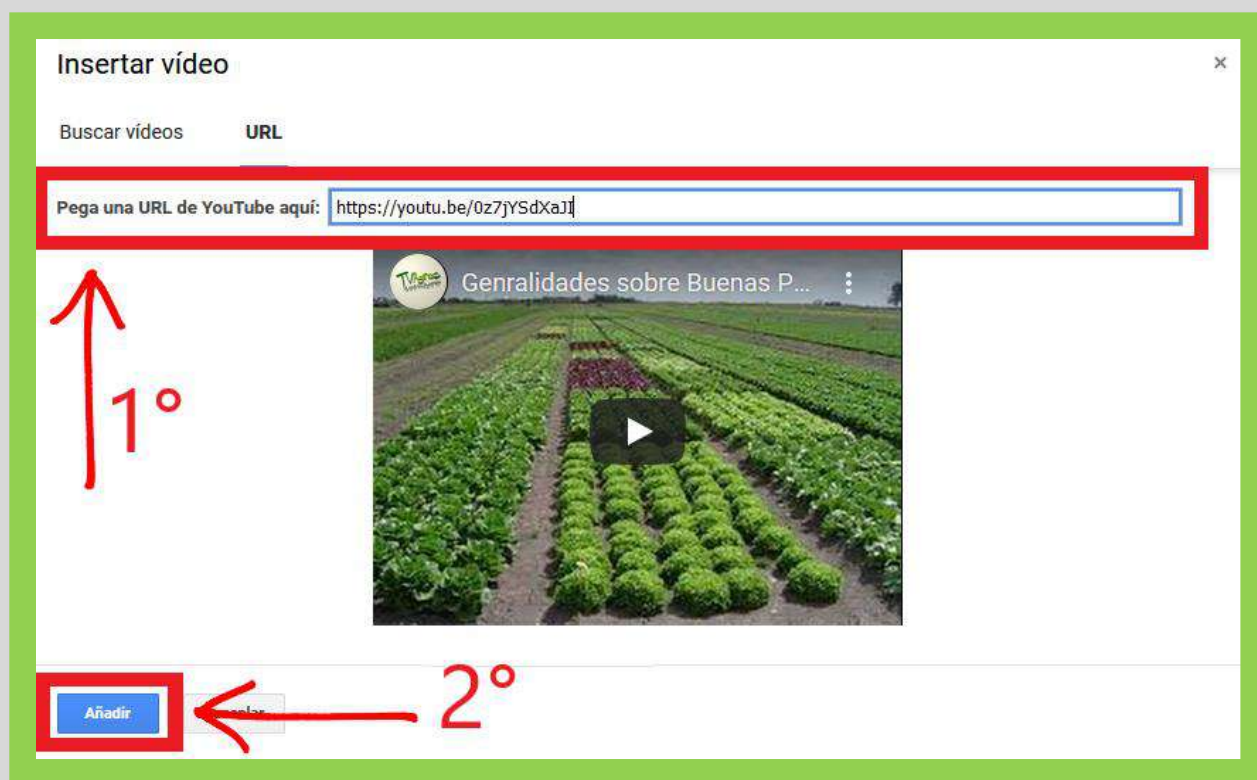 Insertar vídeo
×
Buscar vídeos URL
Pega una URL de YouTube aquí: https://youtu.be/0z7jYSdXaJI
Genralidades sobre Buenas P...
1°
2°
Añadir